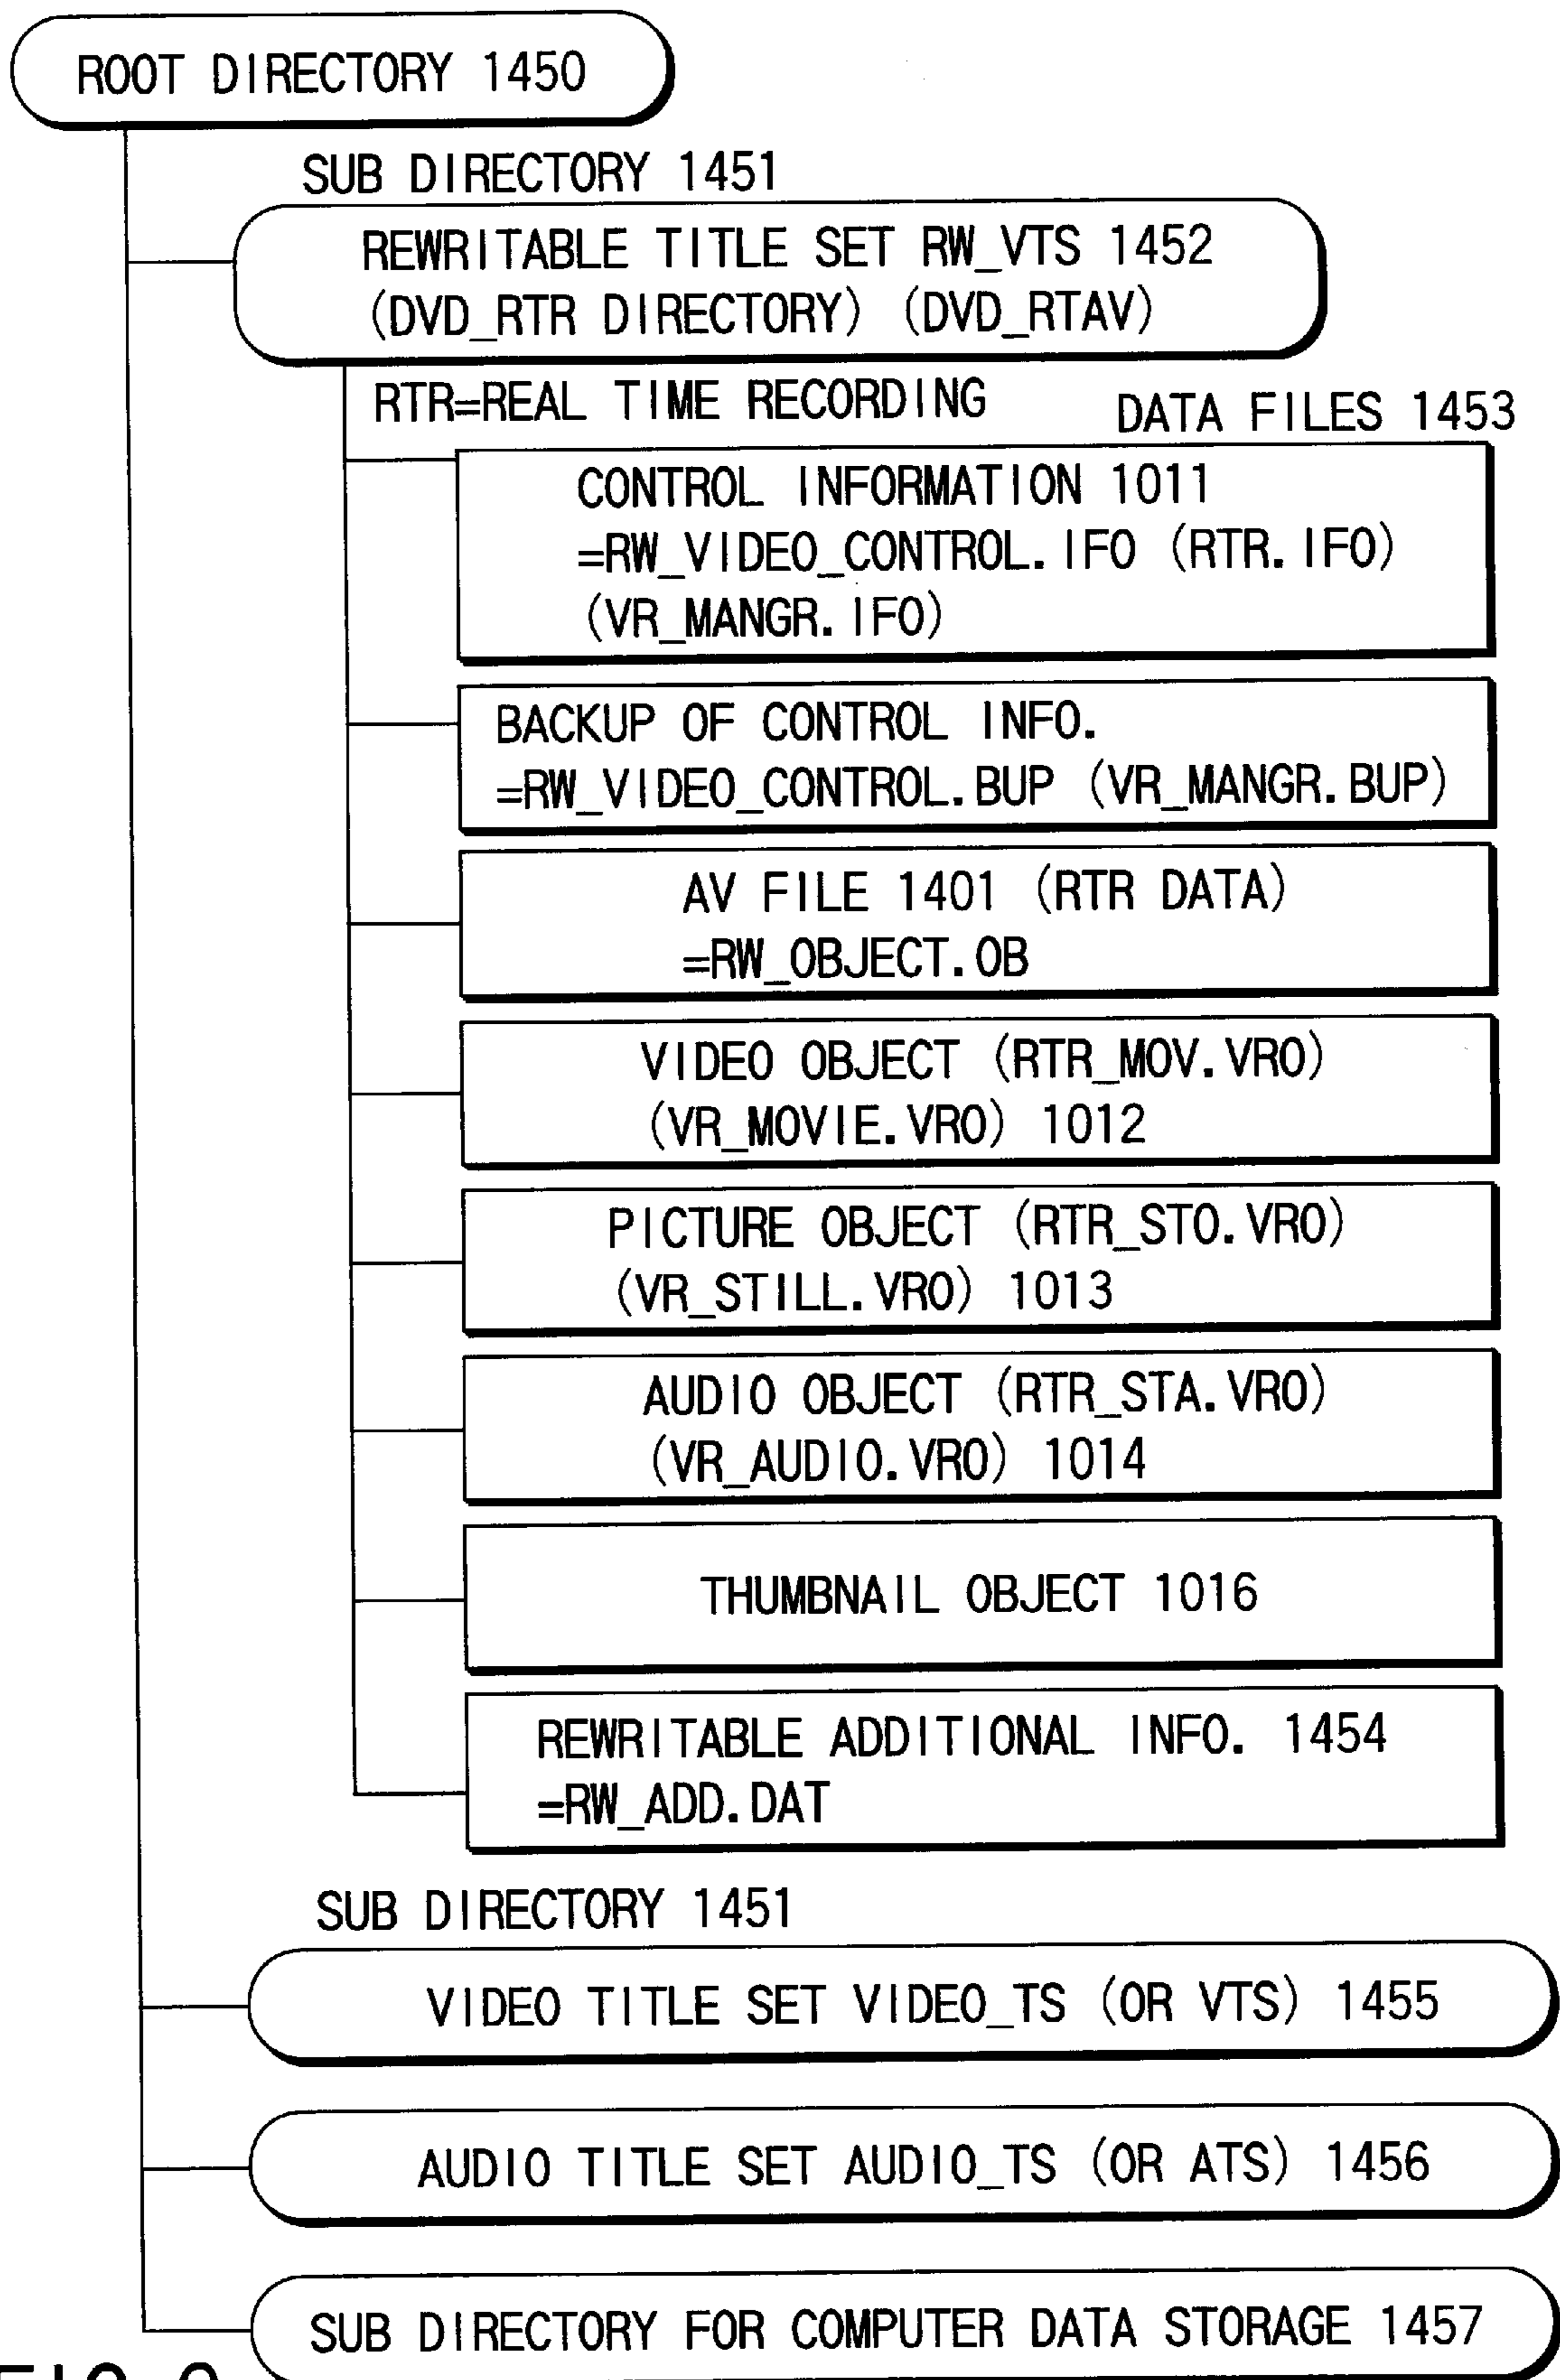 ROOT DIRECTORY 1450
SUB DIRECTORY 1451
REWRITABLE TITLE SET RW_VTS 1452
(DVD_RTR DIRECTORY) (DVD_RTAV)
RTR=REAL TIME RECORDING
DATA FILES 1453
CONTROL INFORMATION 1011
=RW_VIDEO_CONTROL.IFO (RTR.IFO)
(VR_MANGR.IFO)
BACKUP OF CONTROL INFO.
=RW_VIDEO_CONTROL.BUP (VR_MANGR.BUP)
AV FILE 1401 (RTR DATA)
=RW_OBJECT.OB
VIDEO OBJECT (RTR_MOV.VRO)
(VR_MOVIE.VRO) 1012
PICTURE OBJECT (RTR_STO.VRO)
(VR_STILL.VRO) 1013
AUDIO OBJECT (RTR_STA.VRO)
(VR_AUDIO.VRO) 1014
THUMBNAIL OBJECT 1016
REWRITABLE ADDITIONAL INFO. 1454
=RW_ADD.DAT
SUB DIRECTORY 1451
VIDEO TITLE SET VIDEO_TS (OR VTS) 1455
AUDIO TITLE SET AUDIO_TS (OR ATS) 1456
SUB DIRECTORY FOR COMPUTER DATA STORAGE 1457